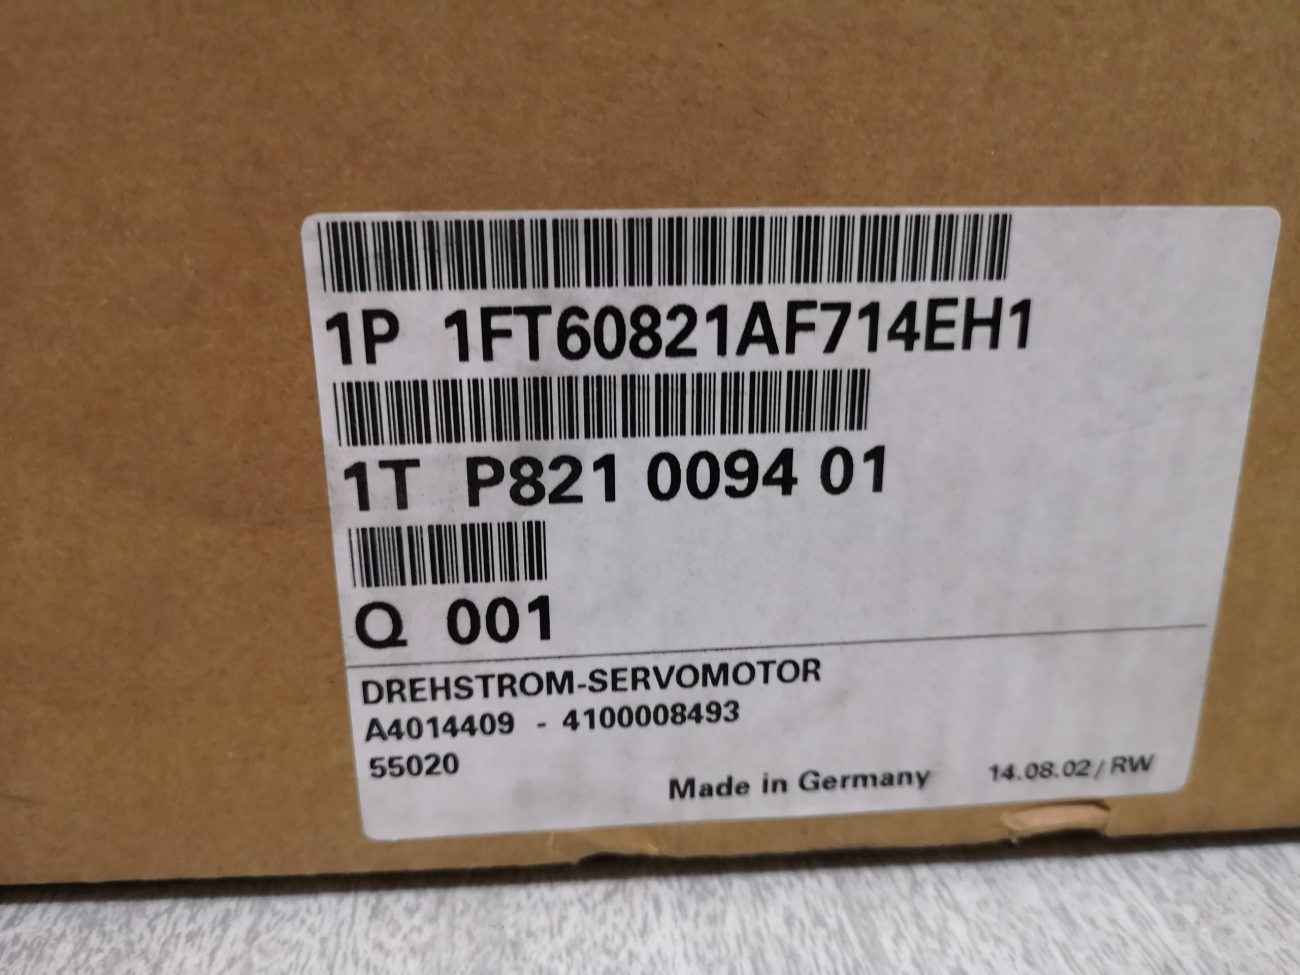 1P 1FT60821AF714EH1
1T P821 0094 01
Q 001
DREHSTROM-SERVOMOTOR
A4014409 - 4100008493
55020
Made in Germany 14.08.02/RW